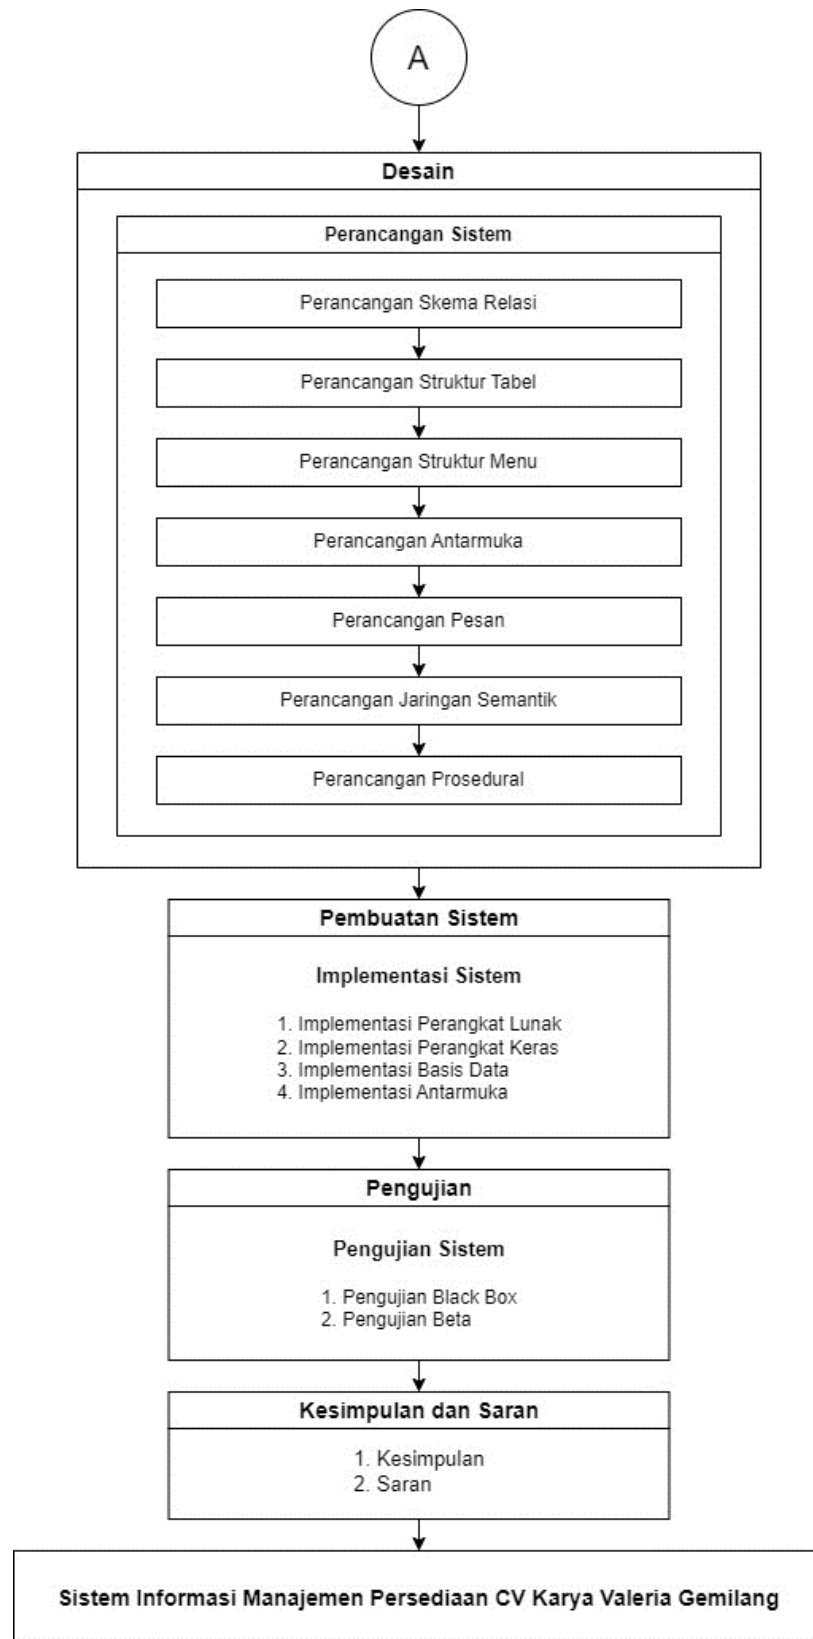 A
Desain
Perancangan Sistem
Perancangan Skema Relasi
Perancangan Struktur Tabel
Perancangan Struktur Menu
Perancangan Antarmuka
Perancangan Pesan
Perancangan Jaringan Semantik
Perancangan Prosedural
Pembuatan Sistem
Implementasi Sistem
1. Implementasi Perangkat Lunak
2. Implementasi Perangkat Keras
3. Implementasi Basis Data
4. Implementasi Antarmuka
Pengujian
Pengujian Sistem
1. Pengujian Black Box
2. Pengujian Beta
Kesimpulan dan Saran
1. Kesimpulan
2. Saran
Sistem Informasi Manajemen Persediaan CV Karya Valeria Gemilang